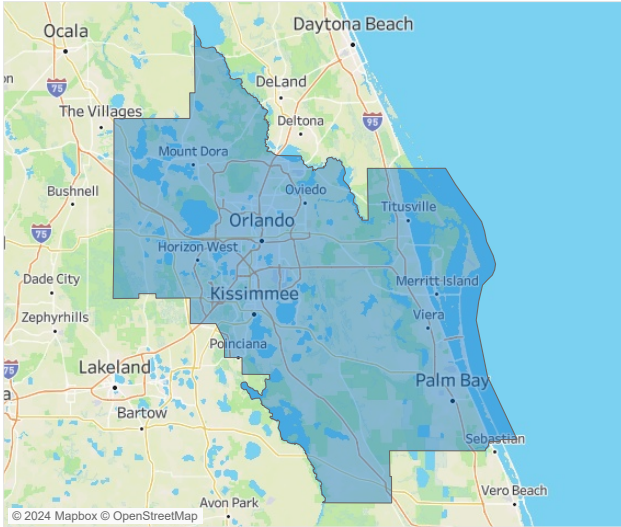 Daytona Beach
Ocala
75
DeLand
The Villages
Deltona
95
Mount Dora
Bushnell
Oviedo
Titusville
Orlando
75
Horizon West
Dade City
Merritt Island
Kissimmee
Zephyrhills
Viera
Poinciana
Lakeland
75
Palm Bay
Bartow
Sebastian
Vero Beach
Avon Park
© 2024 Mapbox © OpenStreetMap